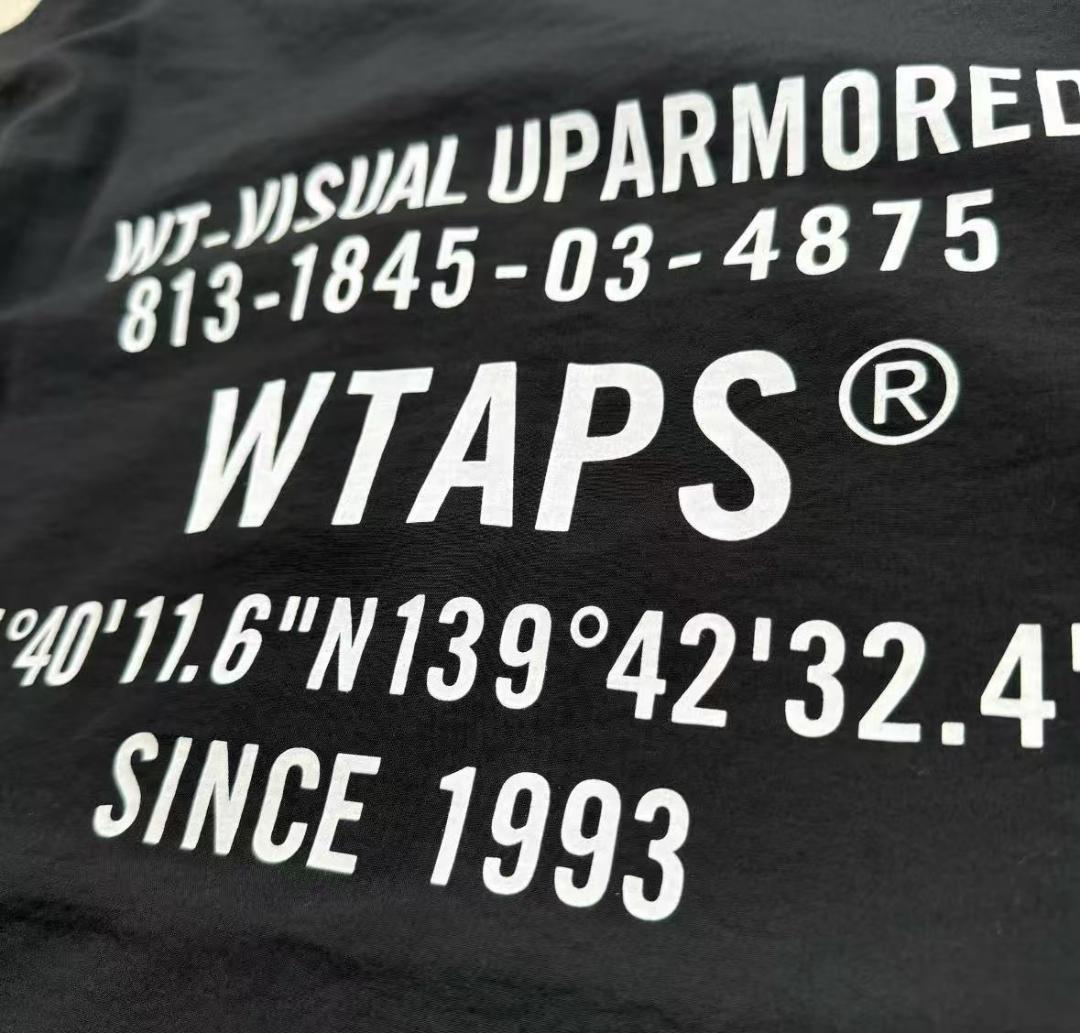 WT-VISUAL UPARMORED
813-1845-03-4875
WTAPS®
°40'11.6"N139°42'32.4"
SINCE 1993